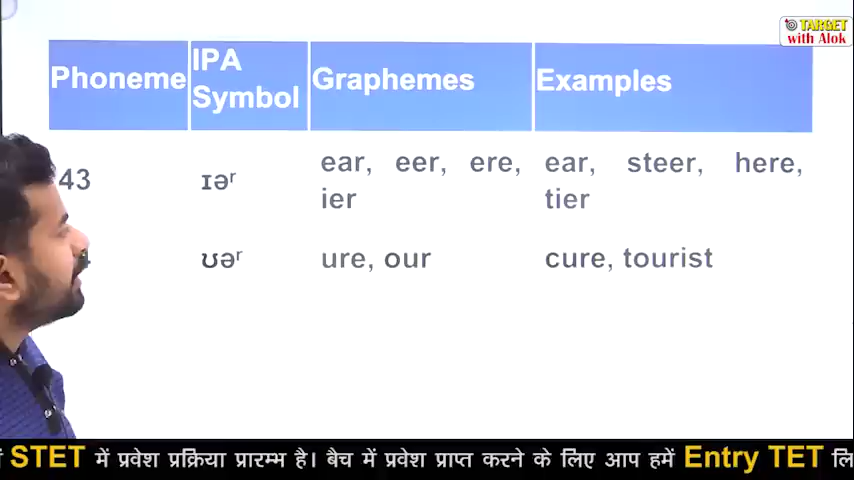 TARGET
with Alok
Phoneme IPA Symbol Graphemes Examples
43 ɪəʳ ear, eer, ere, ier ear, steer, here, tier
ʊəʳ ure, our cure, tourist
STET में प्रवेश प्रक्रिया प्रारम्भ है। बैच में प्रवेश प्राप्त करने के लिए आप हमें Entry TET लि